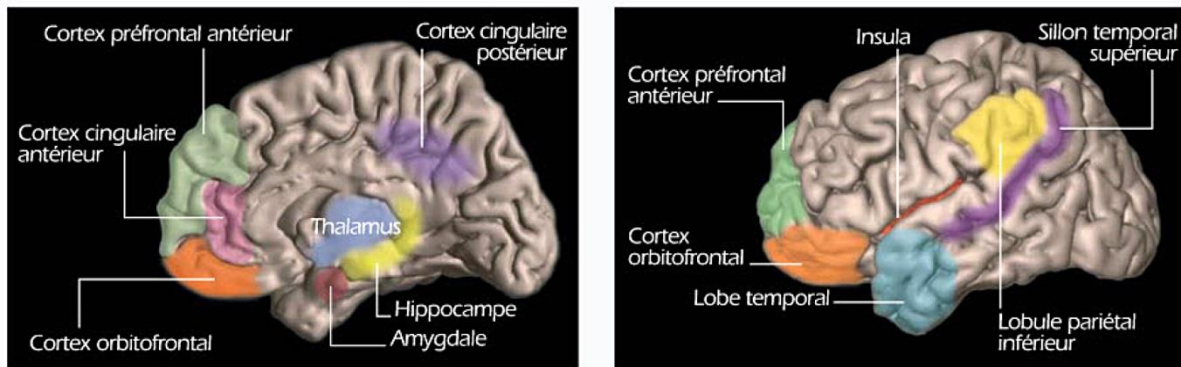 Cortex préfrontal antérieur
Cortex cingulaire
postérieur
Cortex cingulaire
antérieur
Thalamus
Hippocampe
Amygdale
Cortex orbitofrontal
Insula
Sillon temporal
supérieur
Cortex préfrontal
antérieur
Cortex
orbitofrontal
Lobe temporal
Lobule pariétal
inférieur